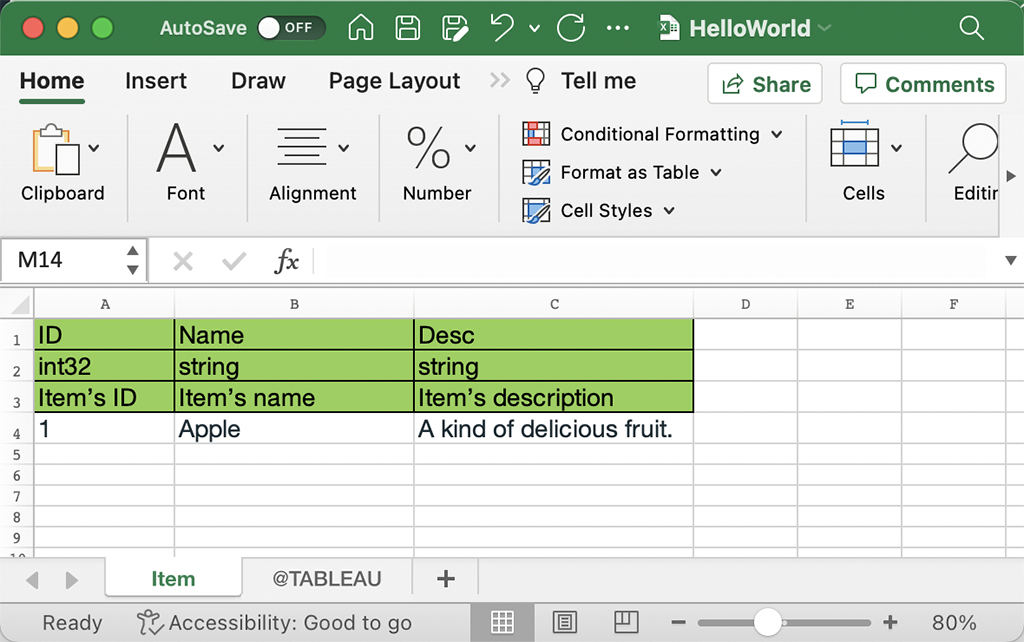 AutoSave OFF HelloWorld
Home Insert Draw Page Layout Tell me Share Comments
Conditional Formatting
Format as Table
Cell Styles
Clipboard Font Alignment Number Cells Editin
M14 fx
A B C D E F
1 ID Name Desc
2 int32 string string
3 Item’s ID Item’s name Item’s description
4 1 Apple A kind of delicious fruit.
5
6
7
8
9
10
Item @TABLEAU +
Ready Accessibility: Good to go 80%